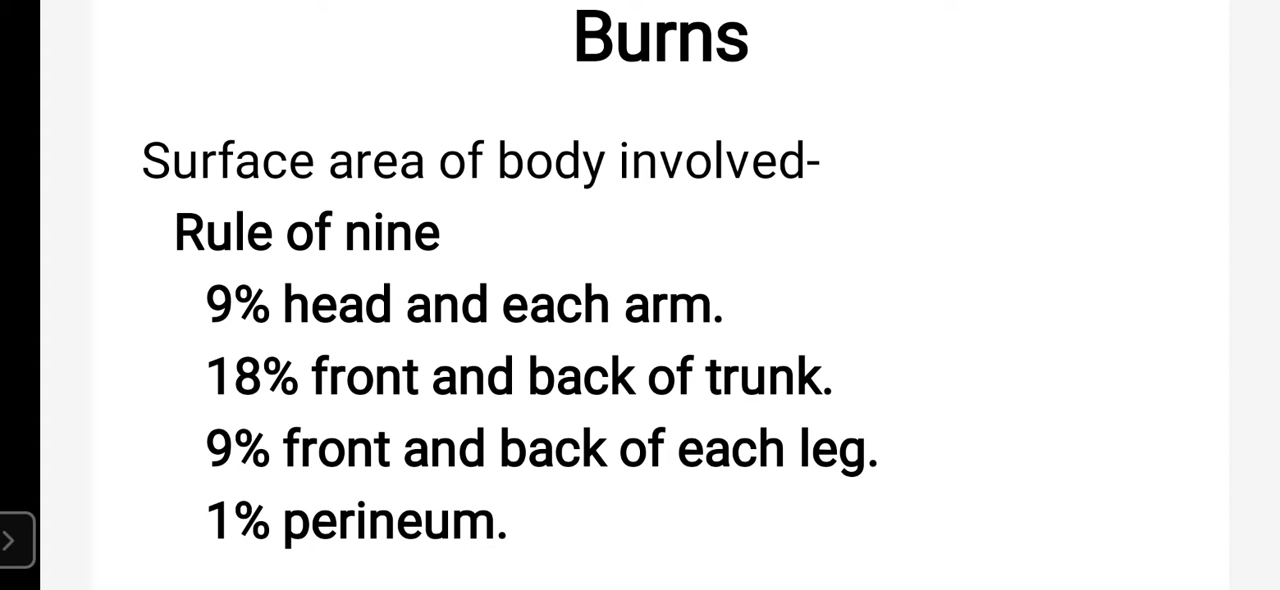 Burns
Surface area of body involved-
Rule of nine
9% head and each arm.
18% front and back of trunk.
9% front and back of each leg.
1% perineum.